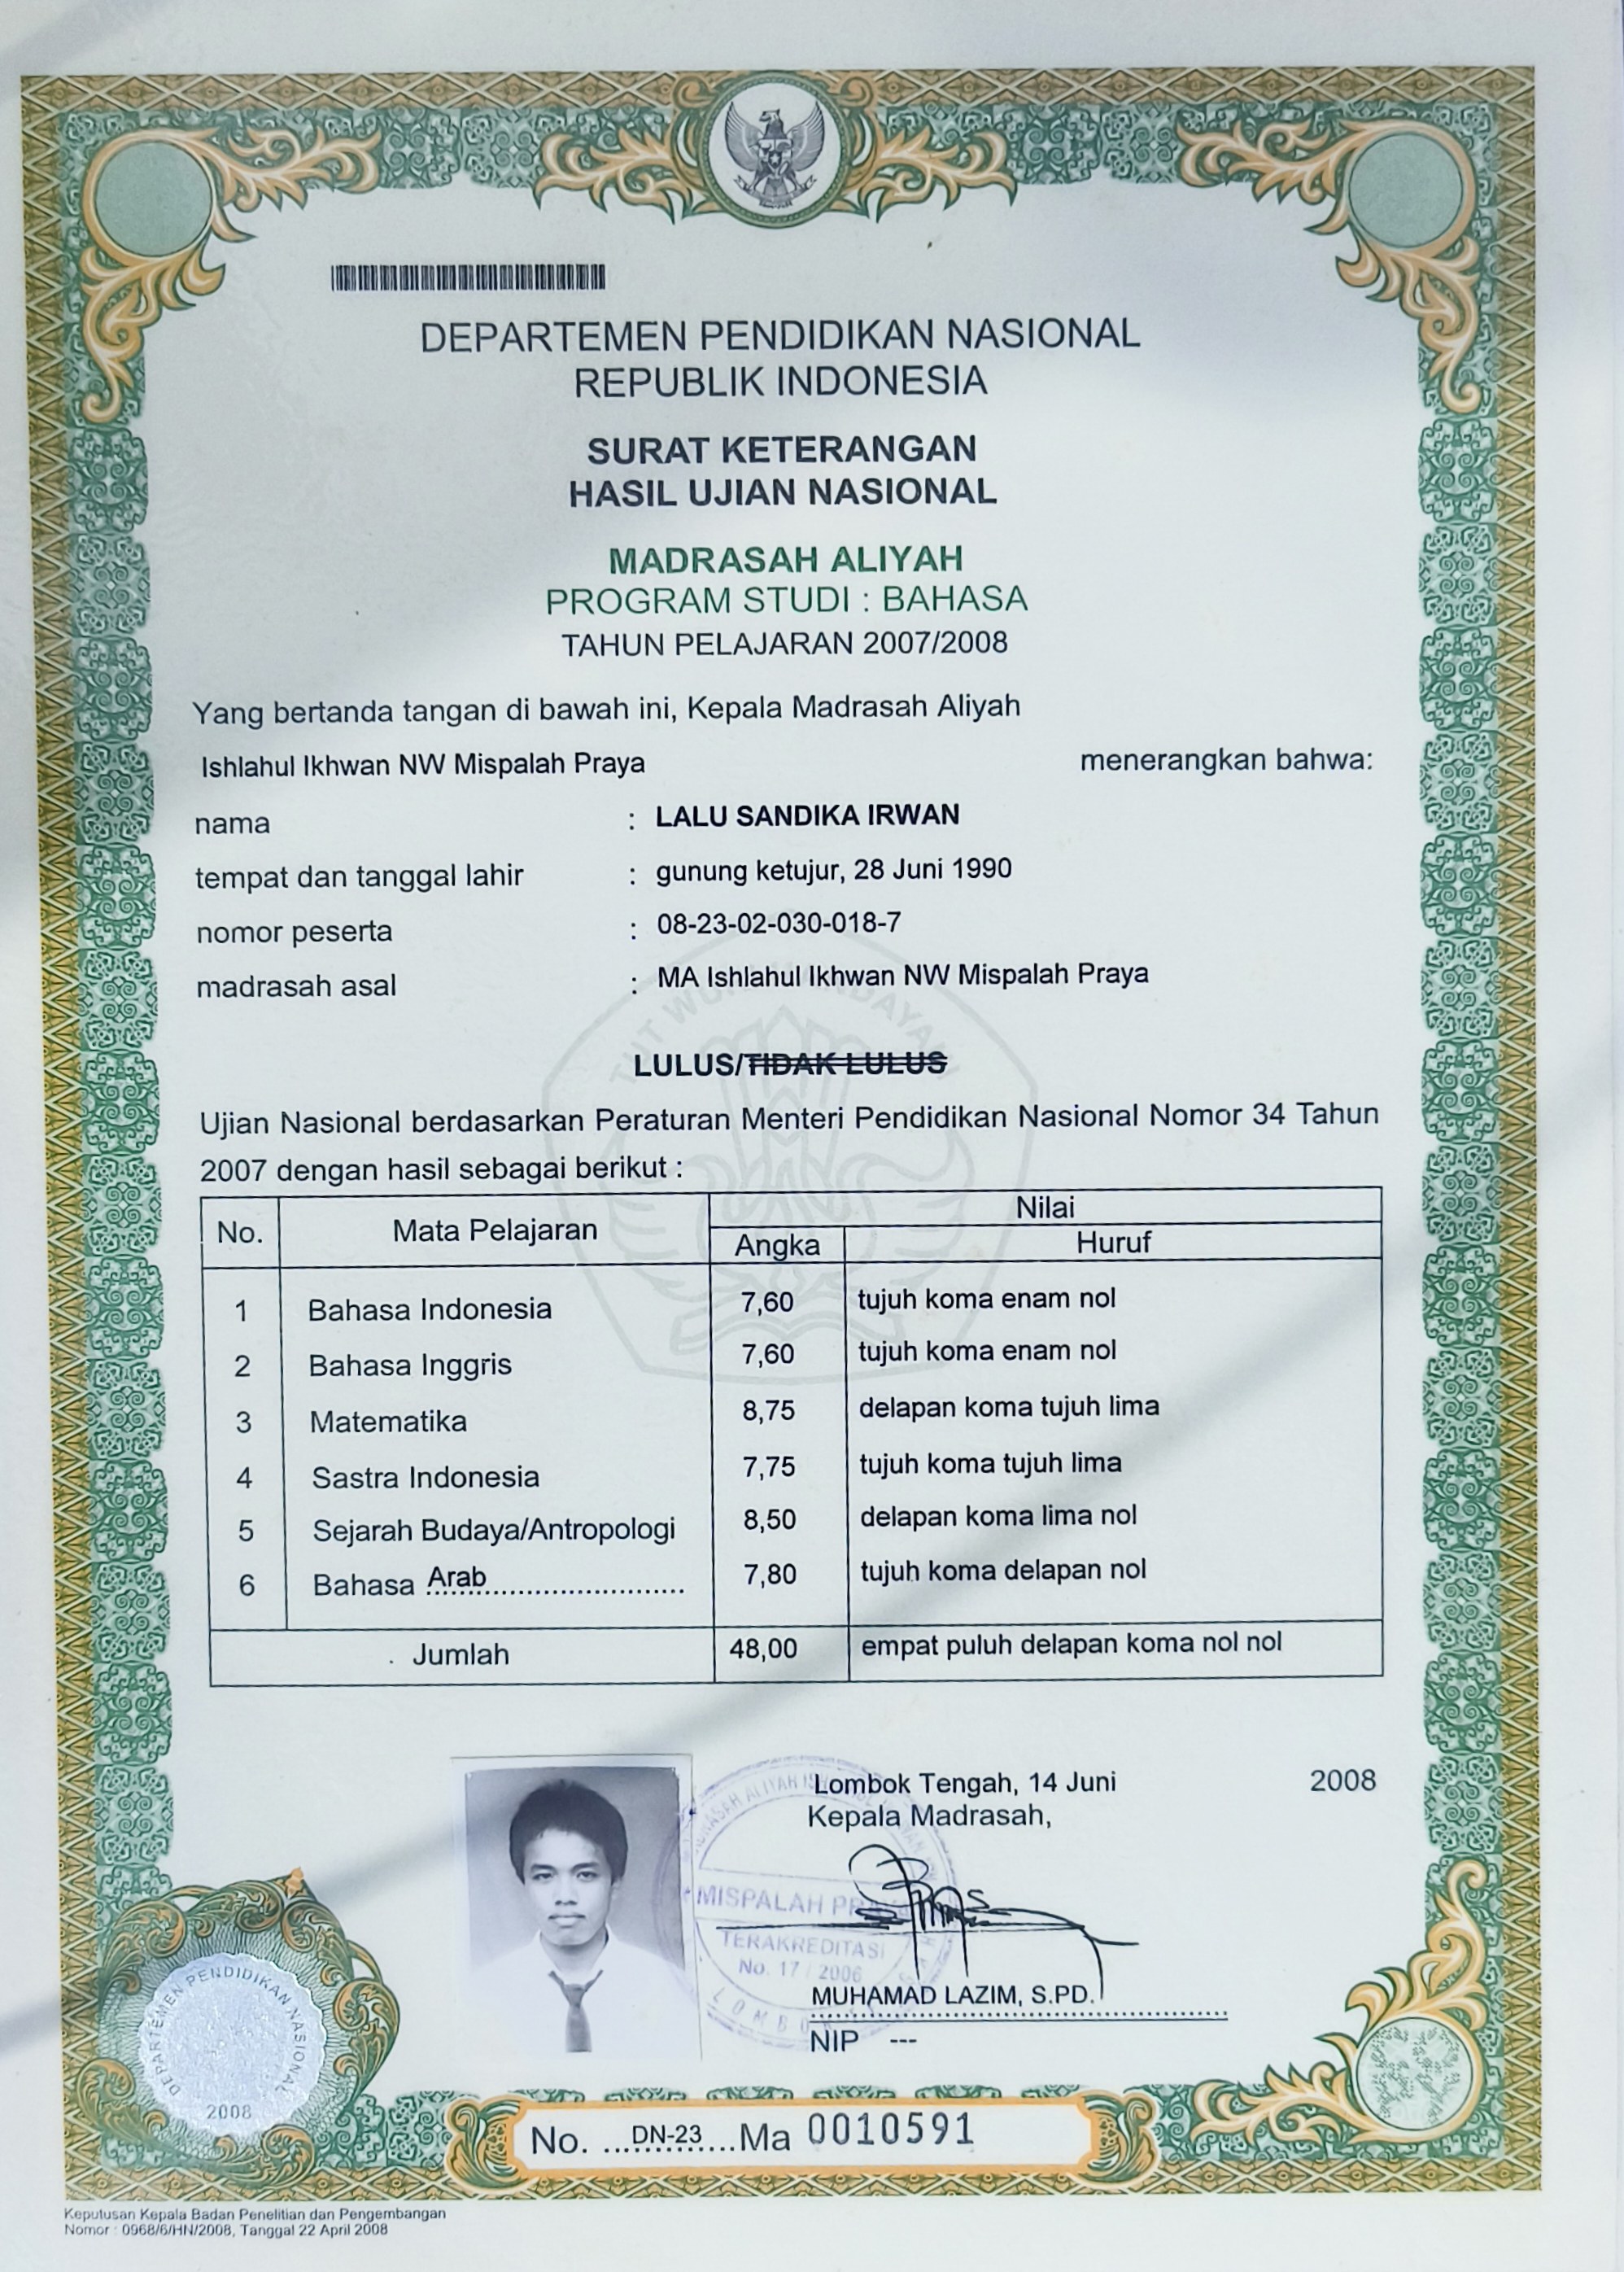 DEPARTEMEN PENDIDIKAN NASIONAL
REPUBLIK INDONESIA
SURAT KETERANGAN
HASIL UJIAN NASIONAL
MADRASAH ALIYAH
PROGRAM STUDI : BAHASA
TAHUN PELAJARAN 2007/2008
Yang bertanda tangan di bawah ini, Kepala Madrasah Aliyah
Ishlahul Ikhwan NW Mispalah Praya menerangkan bahwa:
nama : LALU SANDIKA IRWAN
tempat dan tanggal lahir : gunung ketujur, 28 Juni 1990
nomor peserta : 08-23-02-030-018-7
madrasah asal : MA Ishlahul Ikhwan NW Mispalah Praya
LULUS/TIDAK LULUS
Ujian Nasional berdasarkan Peraturan Menteri Pendidikan Nasional Nomor 34 Tahun
2007 dengan hasil sebagai berikut :
No. Mata Pelajaran Nilai
Angka Huruf
1 Bahasa Indonesia 7,60 tujuh koma enam nol
2 Bahasa Inggris 7,60 tujuh koma enam nol
3 Matematika 8,75 delapan koma tujuh lima
4 Sastra Indonesia 7,75 tujuh koma tujuh lima
5 Sejarah Budaya/Antropologi 8,50 delapan koma lima nol
6 Bahasa Arab 7,80 tujuh koma delapan nol
Jumlah 48,00 empat puluh delapan koma nol nol
Lombok Tengah, 14 Juni 2008
Kepala Madrasah,
MISPALAH
TERAKREDITASI
No. 17 / 2006
MUHAMAD LAZIM, S.PD.
NIP ---
DEPARTEMEN PENDIDIKAN NASIONAL
2008
No. DN-23 Ma 0010591
Keputusan Kepala Badan Penelitian dan Pengembangan
Nomor : 0968/6/HN/2008, Tanggal 22 April 2008